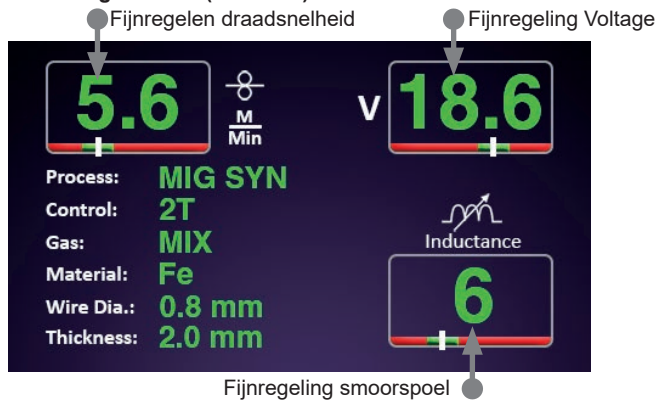 Fijnregelen draadsnelheid
Fijnregeling Voltage
5.6
M
Min
V 18.6
Process: MIG SYN
Control: 2T
Gas: MIX
Material: Fe
Wire Dia.: 0.8 mm
Thickness: 2.0 mm
Inductance
6
Fijnregeling smoorspoel